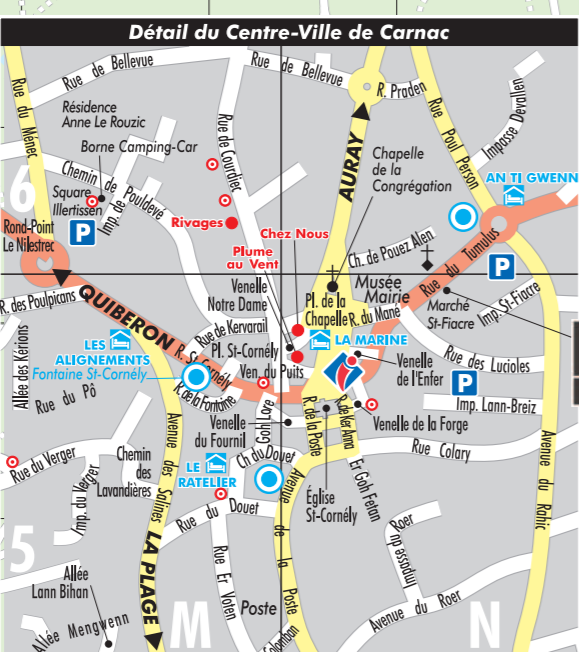 Détail du Centre-Ville de Carnac
Rue de Bellevue
Rue de Bellevue
R. Praden
Rue du Ménec
Résidence
Anne Le Rouzic
Borne Camping-Car
Rue de Courdiec
Rue Poul Person
Impasse Devallen
AURAY
Chapelle
de la
Congrégation
Chemin de Pouldevé
AN TI GWENN
6
Square
Illertissen
Imp. de
P
Rivages
Chez Nous
Rond-Point
Le Nilestrec
Plume
au Vent
Ch. de Pouez Alen
Rue du Tumulus
P
Venelle
Notre Dame
Musée
Mairie
R. des Poulpicans
QUIBERON
Pl. de la
Chapelle
R. du Mané
Marché
St-Fiacre
Imp. St-Fiacre
Rue de Kervarail
LES
ALIGNEMENTS
Fontaine St-Cornély
R. St-Cornély
Pl. St-Cornély
LA MARINE
Allée des Kérions
Rue du Pô
Ven. du Puits
Venelle
de l'Enfer
Rue des Lucioles
P
R. de la Fontaine
Imp. Lann-Breiz
Venelle
du Fournil
Gohl Lore
R. de la Poste
R. de Ker Anna
Venelle de la Forge
Avenue des Salines
Chemin
des
Lavandières
Rue du Verger
Imp. du Verger
LE
RATELIER
Ch du Douet
Rue Colary
Avenue du Rahic
Er Goh Fetan
Église
St-Cornély
Avenue de la Poste
Rue du Douet
5
LA PLAGE
Impasse du Roer
Allée
Lann Bihan
Rue Er Voten
Poste
Avenue du Roer
Allée Mengwenn
M
Colomban
N